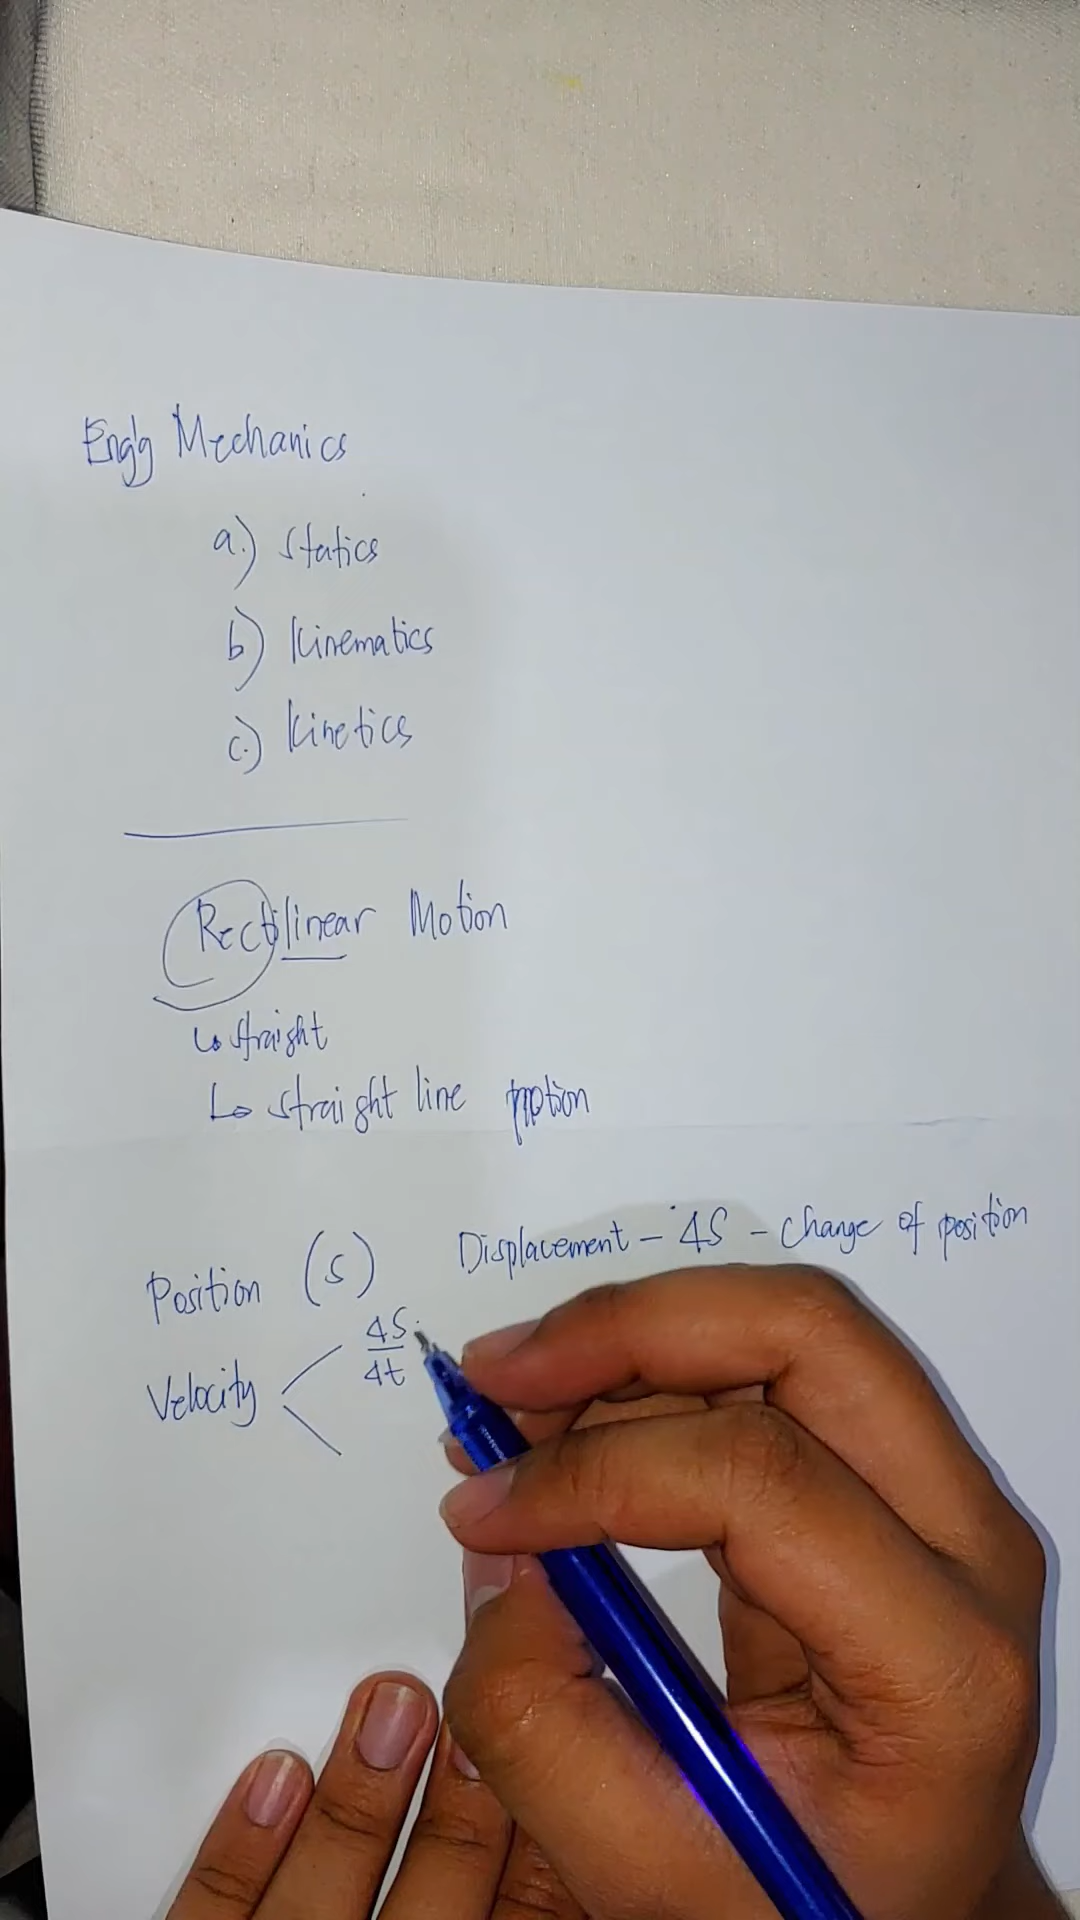 Eng'g Mechanics
a.) Statics
b) Kinematics
c.) Kinetics
Rectilinear Motion
↳ straight
↳ straight line motion
Position (S) Displacement - ΔS - change of position
Velocity < ΔS/Δt